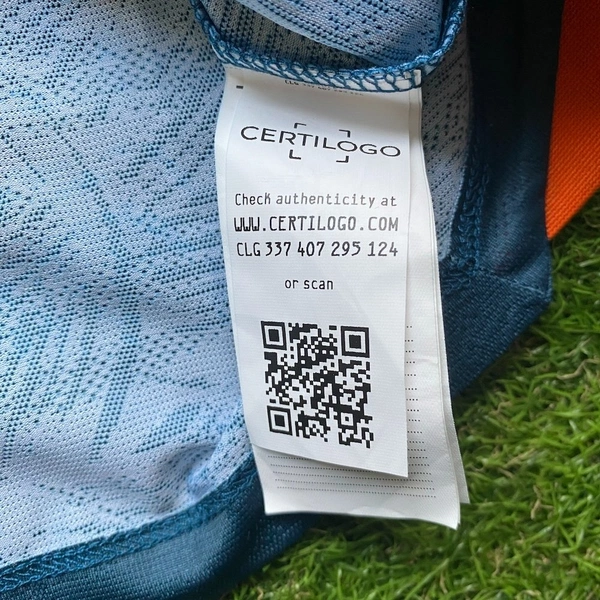 CERTILOGO
Check authenticity at
WWW.CERTILOGO.COM
CLG 337 407 295 124
or scan